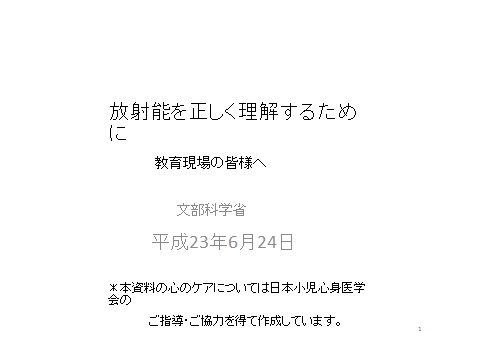 放射能を正しく理解するため
に
教育現場の皆様へ
文部科学省
平成23年6月24日
＊本資料の心のケアについては日本小児心身医学
会の
ご指導・ご協力を得て作成しています。
1